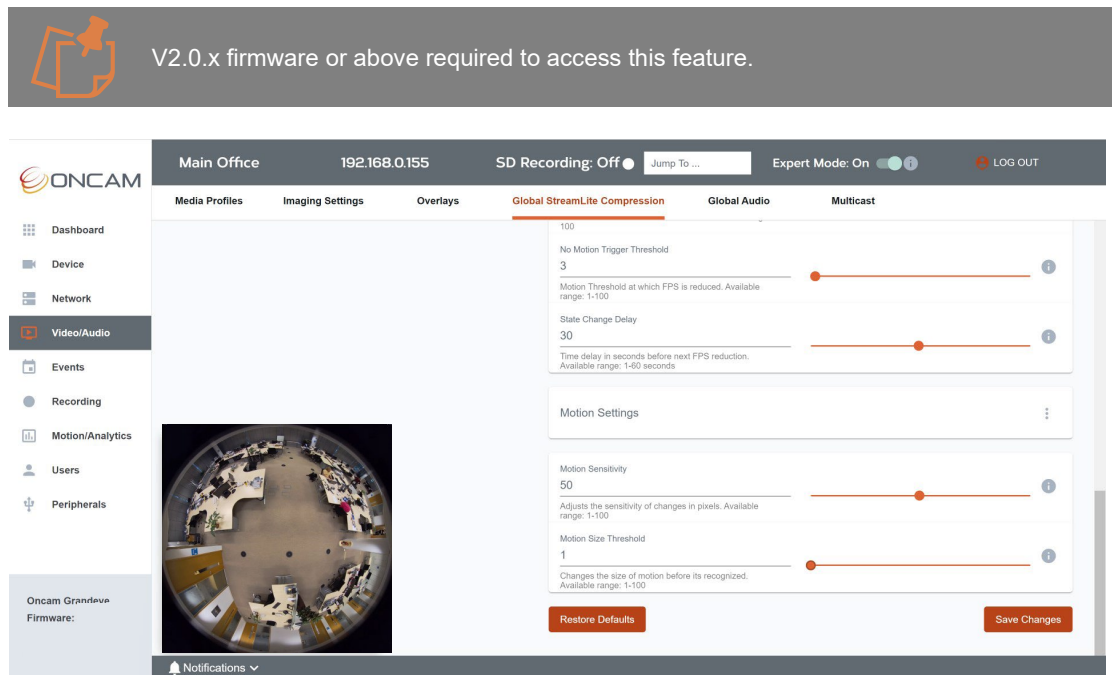 V2.0.x firmware or above required to access this feature.
ONCAM
Main Office
192.168.0.155
SD Recording: Off
Jump To ...
Expert Mode: On
LOG OUT
Media Profiles
Imaging Settings
Overlays
Global StreamLite Compression
Global Audio
Multicast
Dashboard
Device
Network
Video/Audio
Events
Recording
Motion/Analytics
Users
Peripherals
Oncam Grandeye
Firmware:
100
No Motion Trigger Threshold
3
Motion Threshold at which FPS is reduced. Available
range: 1-100
State Change Delay
30
Time delay in seconds before next FPS reduction.
Available range: 1-60 seconds
Motion Settings
Motion Sensitivity
50
Adjusts the sensitivity of changes in pixels. Available
range: 1-100
Motion Size Threshold
1
Changes the size of motion before its recognized.
Available range: 1-100
Restore Defaults
Save Changes
Notifications